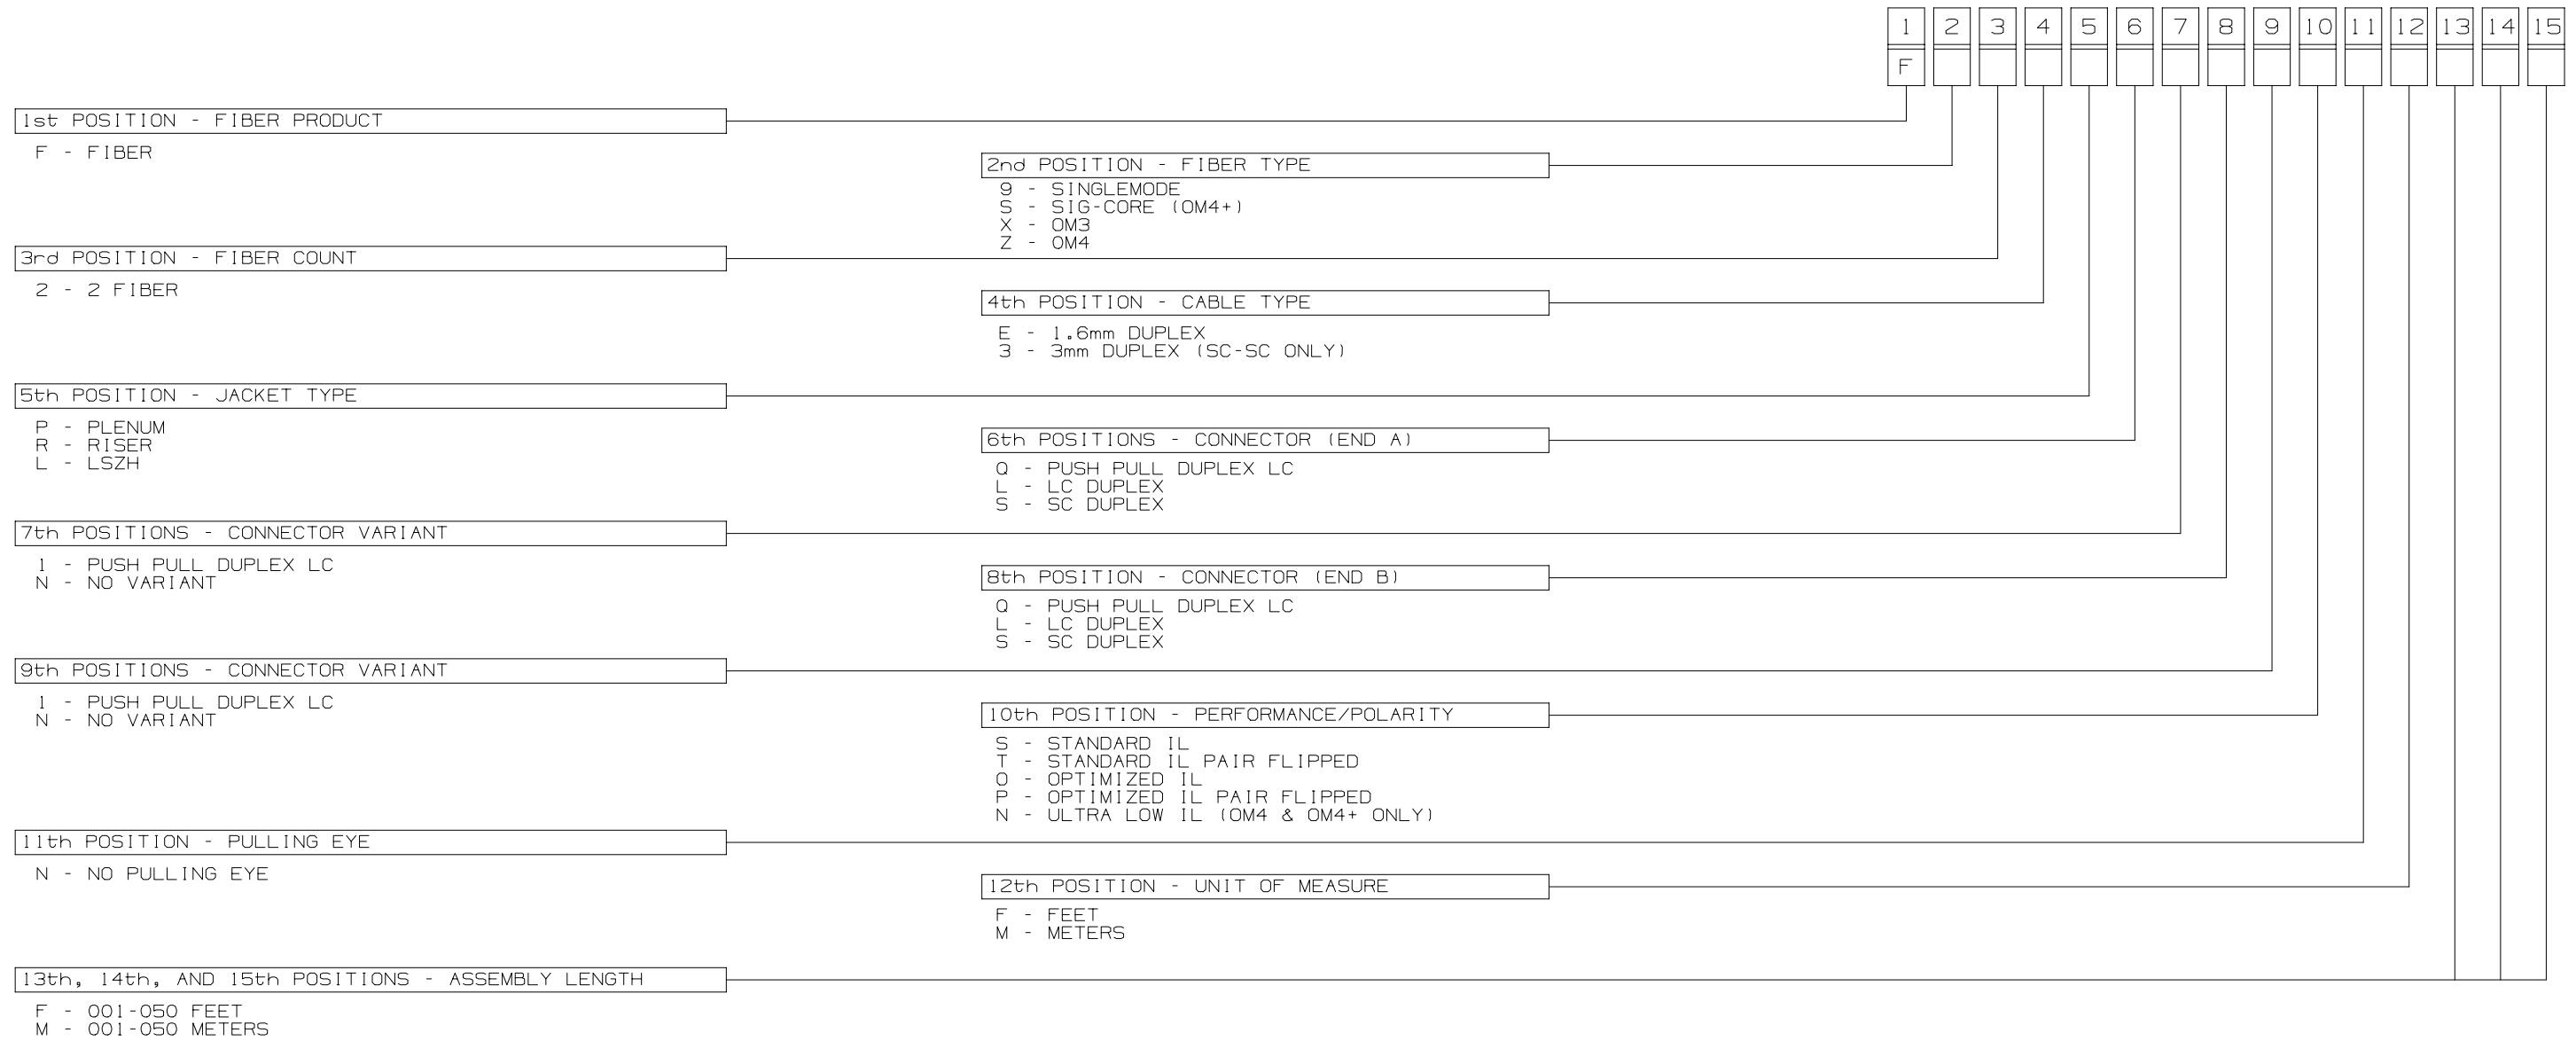 1 2 3 4 5 6 7 8 9 10 11 12 13 14 15
F
1st POSITION - FIBER PRODUCT
F - FIBER
2nd POSITION - FIBER TYPE
9 - SINGLEMODE
S - SIG-CORE (OM4+)
X - OM3
Z - OM4
3rd POSITION - FIBER COUNT
2 - 2 FIBER
4th POSITION - CABLE TYPE
E - 1.6mm DUPLEX
3 - 3mm DUPLEX (SC-SC ONLY)
5th POSITION - JACKET TYPE
P - PLENUM
R - RISER
L - LSZH
6th POSITIONS - CONNECTOR (END A)
Q - PUSH PULL DUPLEX LC
L - LC DUPLEX
S - SC DUPLEX
7th POSITIONS - CONNECTOR VARIANT
1 - PUSH PULL DUPLEX LC
N - NO VARIANT
8th POSITION - CONNECTOR (END B)
Q - PUSH PULL DUPLEX LC
L - LC DUPLEX
S - SC DUPLEX
9th POSITIONS - CONNECTOR VARIANT
1 - PUSH PULL DUPLEX LC
N - NO VARIANT
10th POSITION - PERFORMANCE/POLARITY
S - STANDARD IL
T - STANDARD IL PAIR FLIPPED
O - OPTIMIZED IL
P - OPTIMIZED IL PAIR FLIPPED
N - ULTRA LOW IL (OM4 & OM4+ ONLY)
11th POSITION - PULLING EYE
N - NO PULLING EYE
12th POSITION - UNIT OF MEASURE
F - FEET
M - METERS
13th, 14th, AND 15th POSITIONS - ASSEMBLY LENGTH
F - 001-050 FEET
M - 001-050 METERS